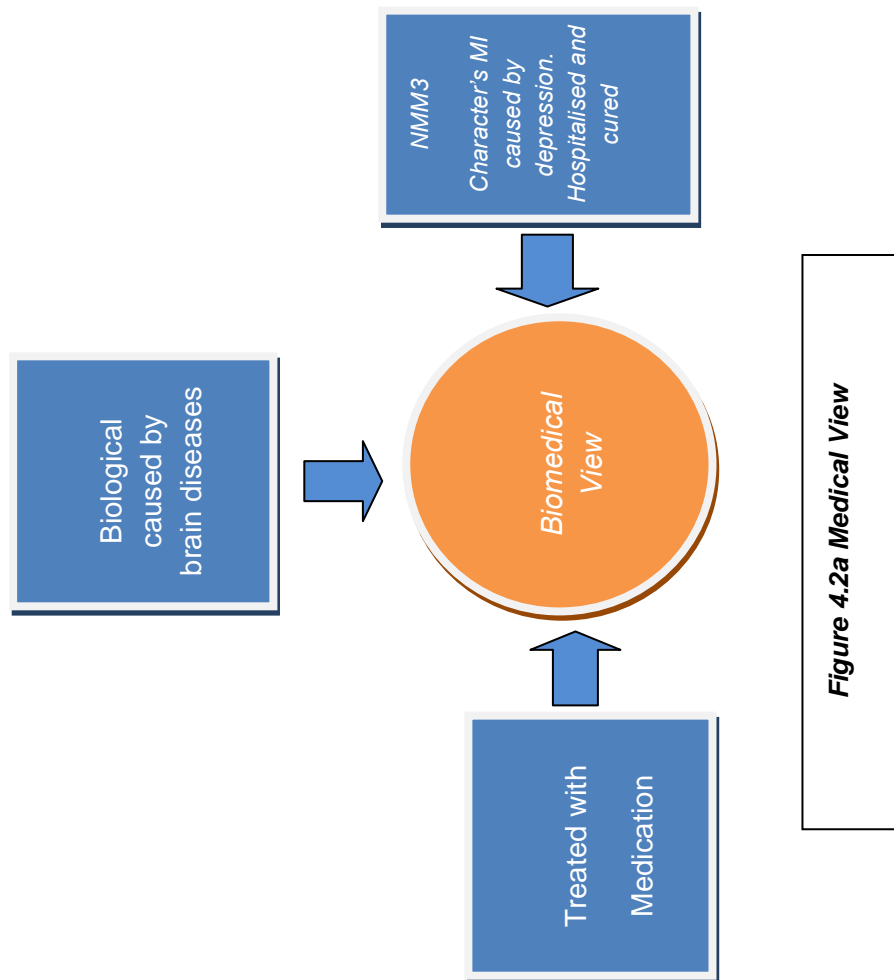 Biological
caused by
brain diseases
NMM3
Character’s MI
caused by
depression.
Hospitalised and
cured
Biomedical
View
Treated with
Medication
Figure 4.2a Medical View